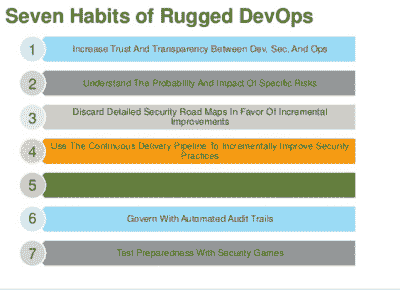 Seven Habits of Rugged DevOps
1
Increase Trust And Transparency Between Dev, Sec, And Ops
2
Understand The Probability And Impact Of Specific Risks
3
Discard Detailed Security Road Maps In Favor Of Incremental
Improvements
4
Use The Continuous Delivery Pipeline To Incrementally Improve Security
Practices
5
6
Govern With Automated Audit Trails
7
Test Preparedness With Security Games